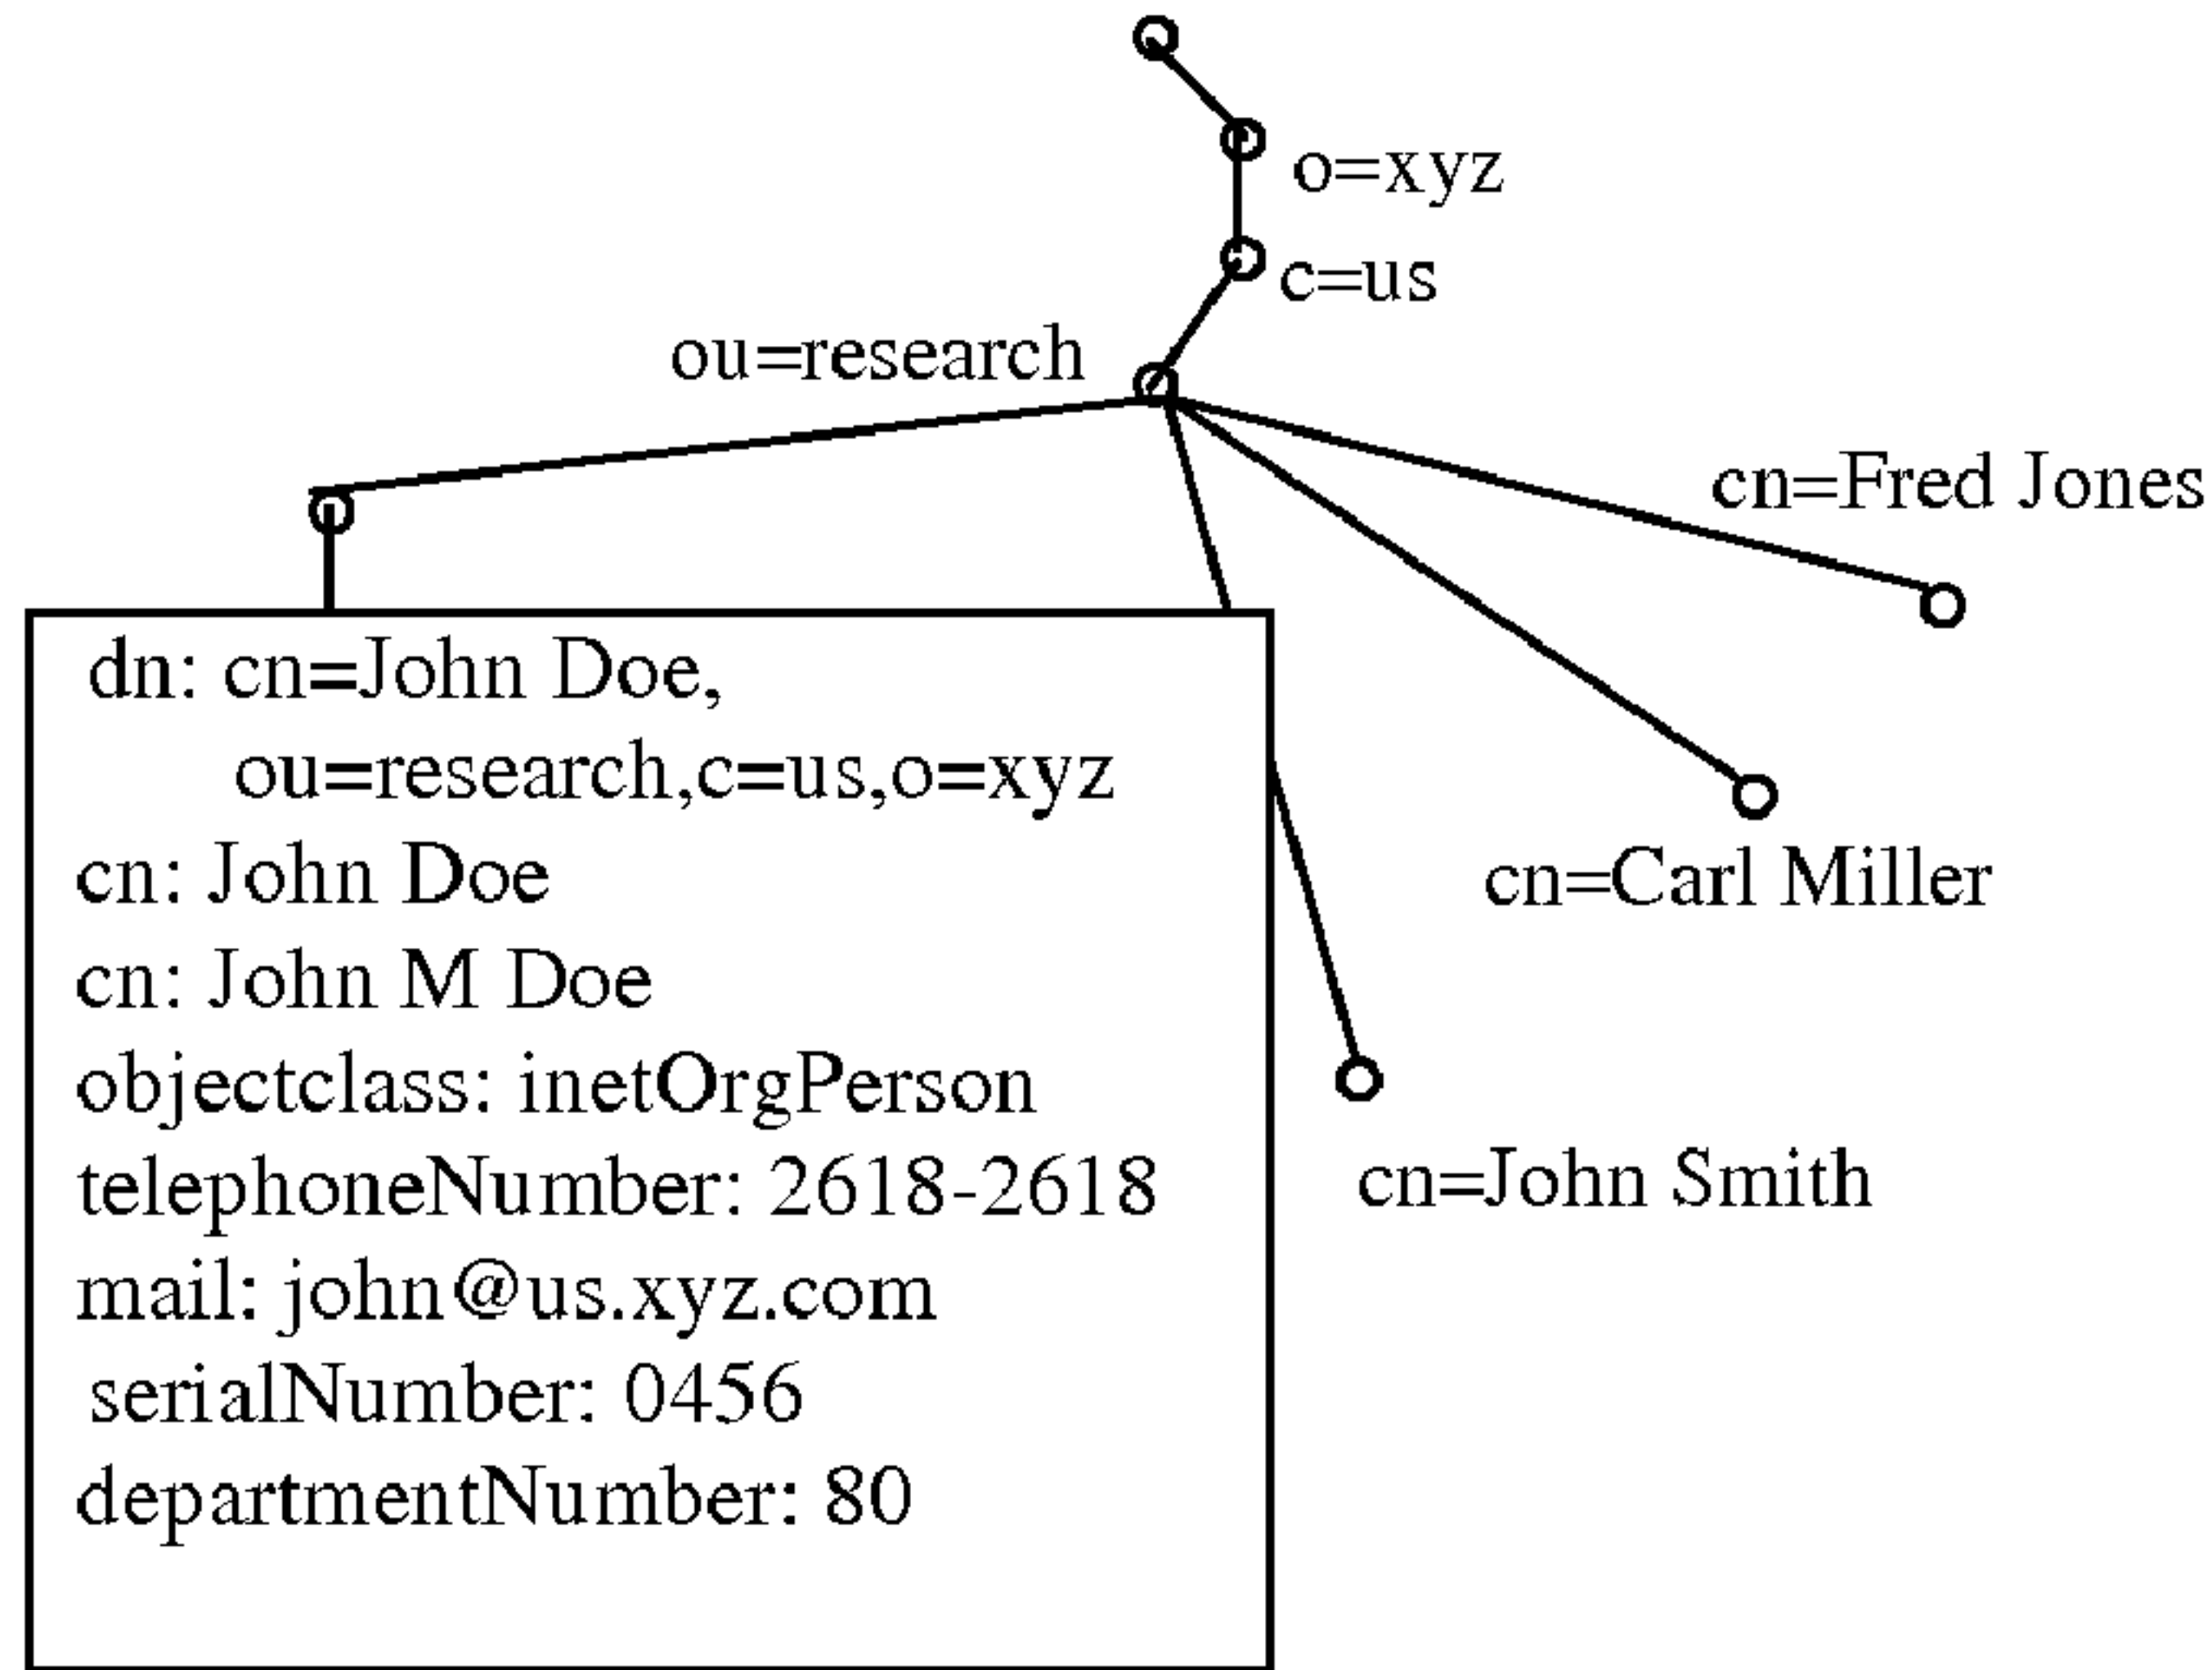 o=xyz
c=us
ou=research
cn=Fred Jones
dn: cn=John Doe,
ou=research,c=us,o=xyz
cn: John Doe
cn: John M Doe
objectclass: inetOrgPerson
telephoneNumber: 2618-2618
mail: john@us.xyz.com
serialNumber: 0456
departmentNumber: 80
cn=Carl Miller
cn=John Smith